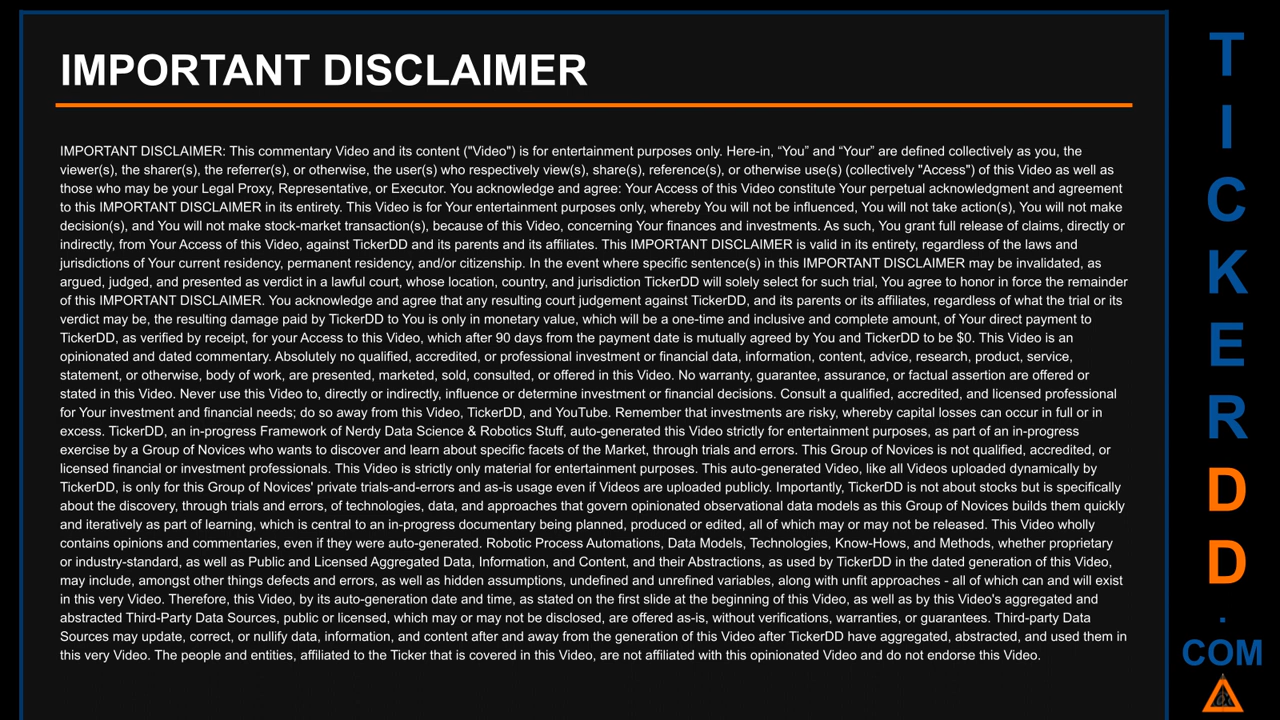 IMPORTANT DISCLAIMER
IMPORTANT DISCLAIMER: This commentary Video and its content ("Video") is for entertainment purposes only. Here-in, “You” and “Your” are defined collectively as you, the
viewer(s), the sharer(s), the referrer(s), or otherwise, the user(s) who respectively view(s), share(s), reference(s), or otherwise use(s) (collectively "Access") of this Video as well as
those who may be your Legal Proxy, Representative, or Executor. You acknowledge and agree: Your Access of this Video constitute Your perpetual acknowledgment and agreement
to this IMPORTANT DISCLAIMER in its entirety. This Video is for Your entertainment purposes only, whereby You will not be influenced, You will not take action(s), You will not make
decision(s), and You will not make stock-market transaction(s), because of this Video, concerning Your finances and investments. As such, You grant full release of claims, directly or
indirectly, from Your Access of this Video, against TickerDD and its parents and its affiliates. This IMPORTANT DISCLAIMER is valid in its entirety, regardless of the laws and
jurisdictions of Your current residency, permanent residency, and/or citizenship. In the event where specific sentence(s) in this IMPORTANT DISCLAIMER may be invalidated, as
argued, judged, and presented as verdict in a lawful court, whose location, country, and jurisdiction TickerDD will solely select for such trial, You agree to honor in force the remainder
of this IMPORTANT DISCLAIMER. You acknowledge and agree that any resulting court judgement against TickerDD, and its parents or its affiliates, regardless of what the trial or its
verdict may be, the resulting damage paid by TickerDD to You is only in monetary value, which will be a one-time and inclusive and complete amount, of Your direct payment to
TickerDD, as verified by receipt, for your Access to this Video, which after 90 days from the payment date is mutually agreed by You and TickerDD to be $0. This Video is an
opinionated and dated commentary. Absolutely no qualified, accredited, or professional investment or financial data, information, content, advice, research, product, service,
statement, or otherwise, body of work, are presented, marketed, sold, consulted, or offered in this Video. No warranty, guarantee, assurance, or factual assertion are offered or
stated in this Video. Never use this Video to, directly or indirectly, influence or determine investment or financial decisions. Consult a qualified, accredited, and licensed professional
for Your investment and financial needs; do so away from this Video, TickerDD, and YouTube. Remember that investments are risky, whereby capital losses can occur in full or in
excess. TickerDD, an in-progress Framework of Nerdy Data Science & Robotics Stuff, auto-generated this Video strictly for entertainment purposes, as part of an in-progress
exercise by a Group of Novices who wants to discover and learn about specific facets of the Market, through trials and errors. This Group of Novices is not qualified, accredited, or
licensed financial or investment professionals. This Video is strictly only material for entertainment purposes. This auto-generated Video, like all Videos uploaded dynamically by
TickerDD, is only for this Group of Novices' private trials-and-errors and as-is usage even if Videos are uploaded publicly. Importantly, TickerDD is not about stocks but is specifically
about the discovery, through trials and errors, of technologies, data, and approaches that govern opinionated observational data models as this Group of Novices builds them quickly
and iteratively as part of learning, which is central to an in-progress documentary being planned, produced or edited, all of which may or may not be released. This Video wholly
contains opinions and commentaries, even if they were auto-generated. Robotic Process Automations, Data Models, Technologies, Know-Hows, and Methods, whether proprietary
or industry-standard, as well as Public and Licensed Aggregated Data, Information, and Content, and their Abstractions, as used by TickerDD in the dated generation of this Video,
may include, amongst other things defects and errors, as well as hidden assumptions, undefined and unrefined variables, along with unfit approaches - all of which can and will exist
in this very Video. Therefore, this Video, by its auto-generation date and time, as stated on the first slide at the beginning of this Video, as well as by this Video's aggregated and
abstracted Third-Party Data Sources, public or licensed, which may or may not be disclosed, are offered as-is, without verifications, warranties, or guarantees. Third-party Data
Sources may update, correct, or nullify data, information, and content after and away from the generation of this Video after TickerDD have aggregated, abstracted, and used them in
this very Video. The people and entities, affiliated to the Ticker that is covered in this Video, are not affiliated with this opinionated Video and do not endorse this Video.
T
I
C
K
E
R
D
D
.
COM